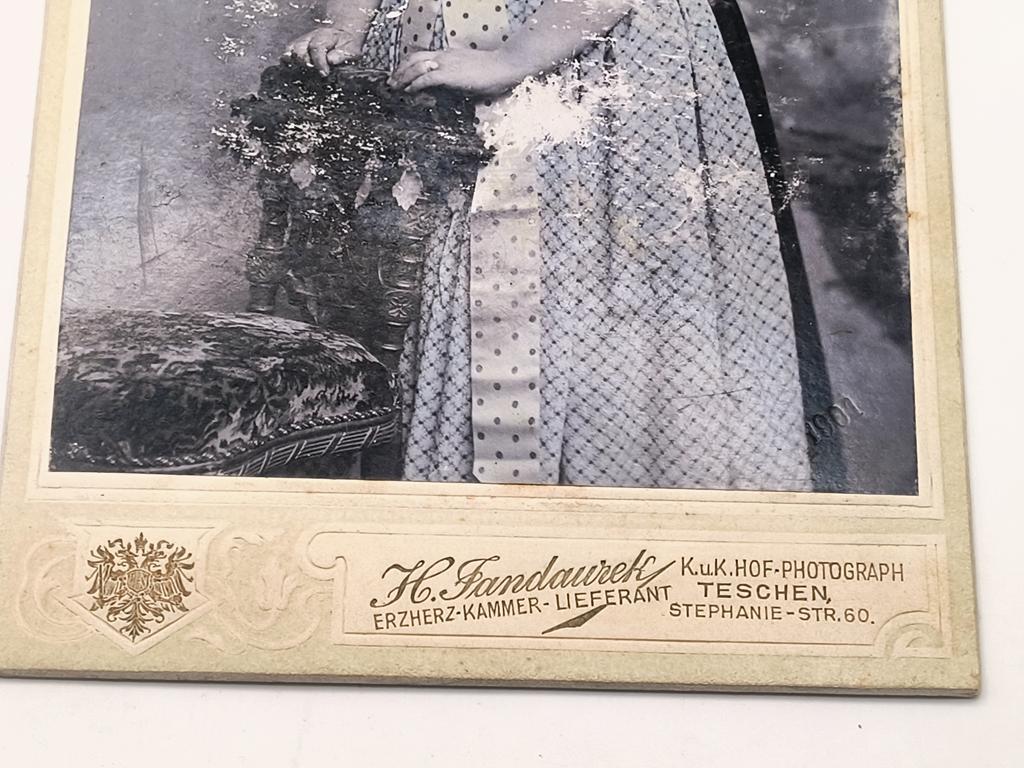 1901
H. Jandaurek
ERZHERZ-KAMMER-LIEFERANT
K.u.K. HOF-PHOTOGRAPH
TESCHEN,
STEPHANIE-STR. 60.